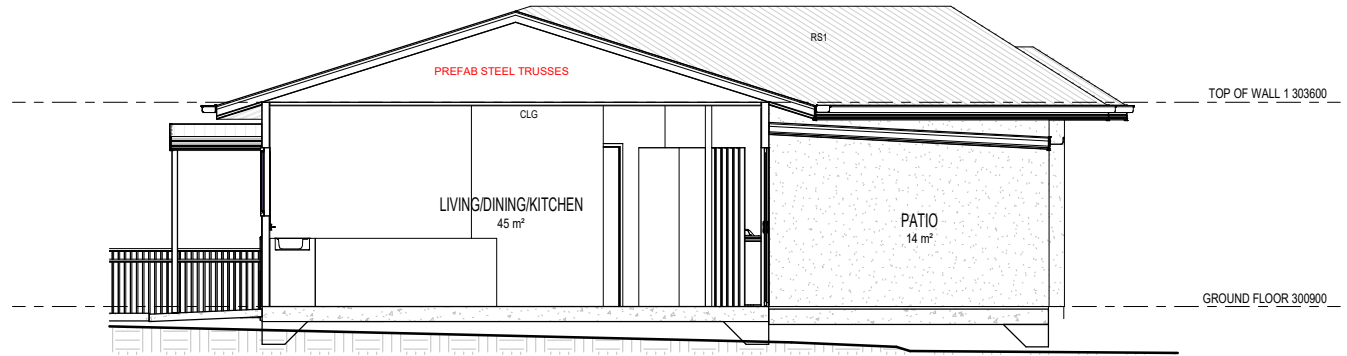 RS1
PREFAB STEEL TRUSSES
TOP OF WALL 1 303600
CLG
LIVING/DINING/KITCHEN
45 m²
PATIO
14 m²
GROUND FLOOR 300900